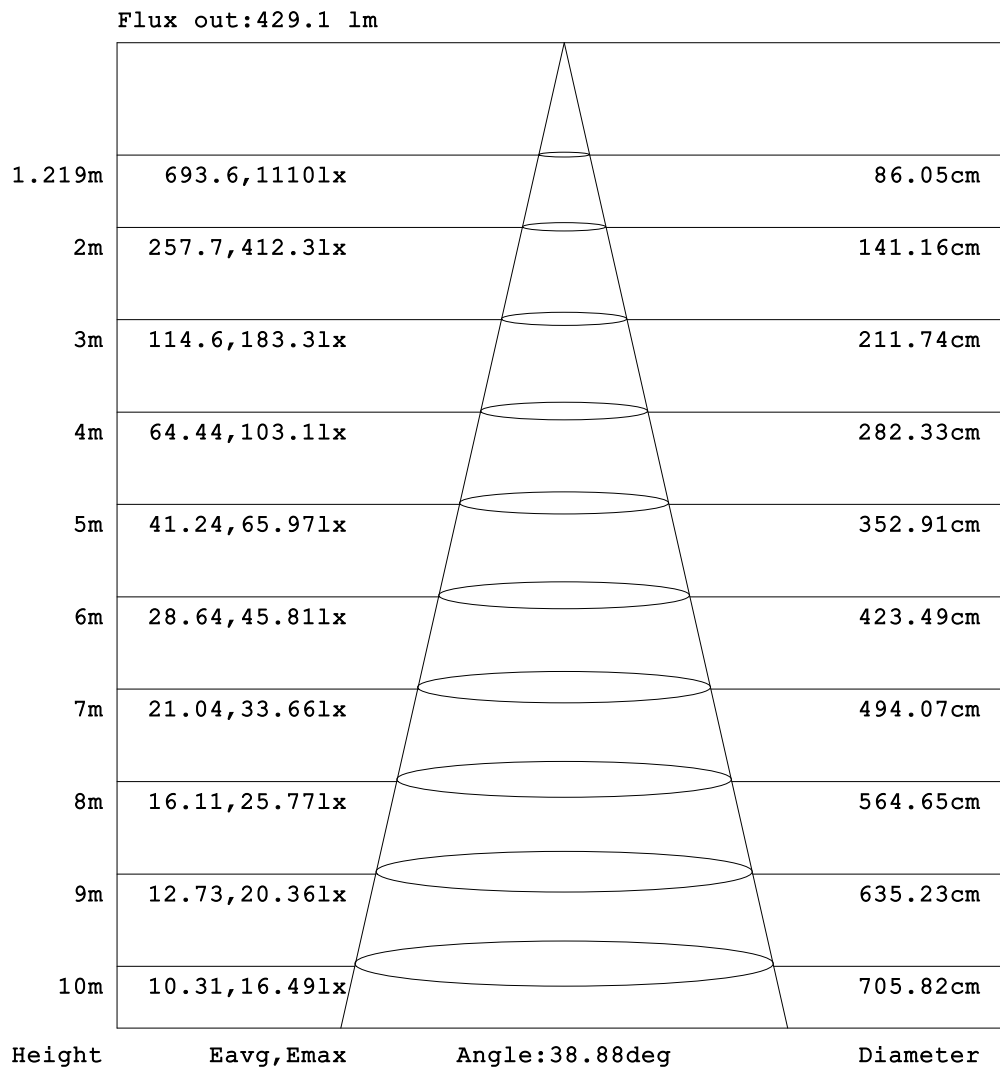 Flux out:429.1 lm
1.219m 693.6,1110lx 86.05cm
2m 257.7,412.3lx 141.16cm
3m 114.6,183.3lx 211.74cm
4m 64.44,103.1lx 282.33cm
5m 41.24,65.97lx 352.91cm
6m 28.64,45.81lx 423.49cm
7m 21.04,33.66lx 494.07cm
8m 16.11,25.77lx 564.65cm
9m 12.73,20.36lx 635.23cm
10m 10.31,16.49lx 705.82cm
Height Eavg,Emax Angle:38.88deg Diameter